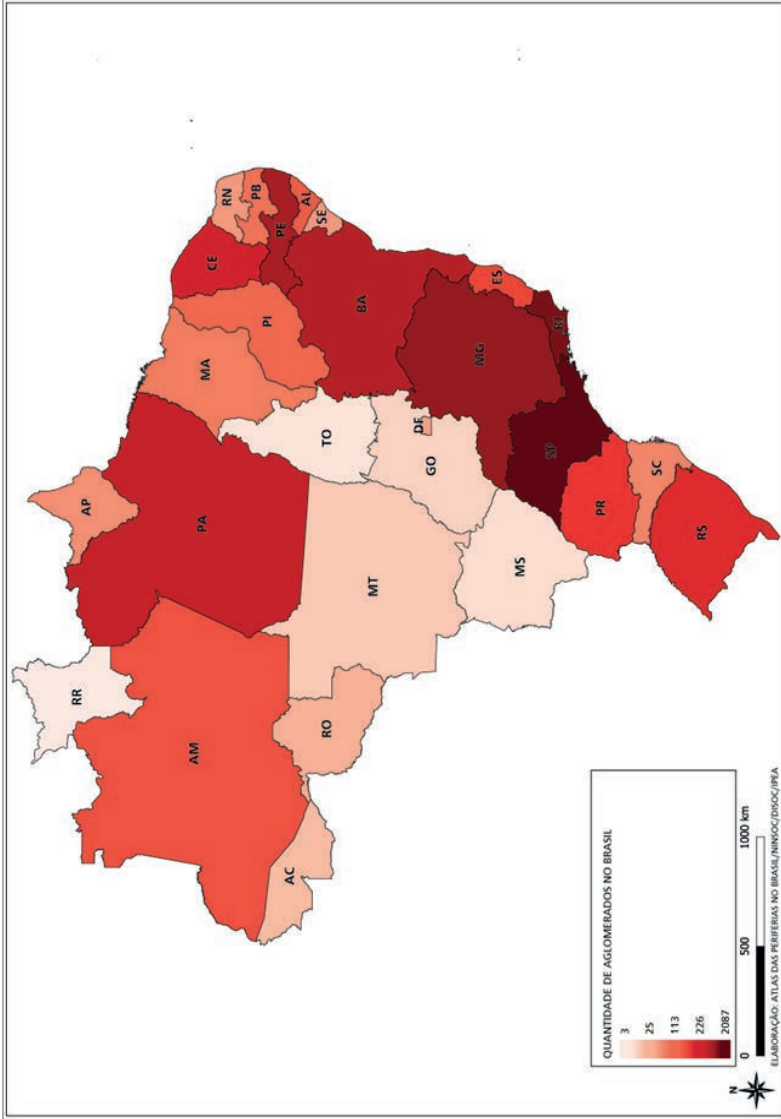 RR
AP
AM
PA
MA
CE
RN
PB
PE
AL
SE
PI
AC
RO
TO
BA
MT
DF
GO
MG
ES
MS
SP
RJ
PR
SC
RS
QUANTIDADE DE AGLOMERADOS NO BRASIL
3
25
113
226
2087
N
0 500 1000 km
ELABORAÇÃO: ATLAS DAS PERIFERIAS NO BRASIL/NINSOC/DISOC/IPEA